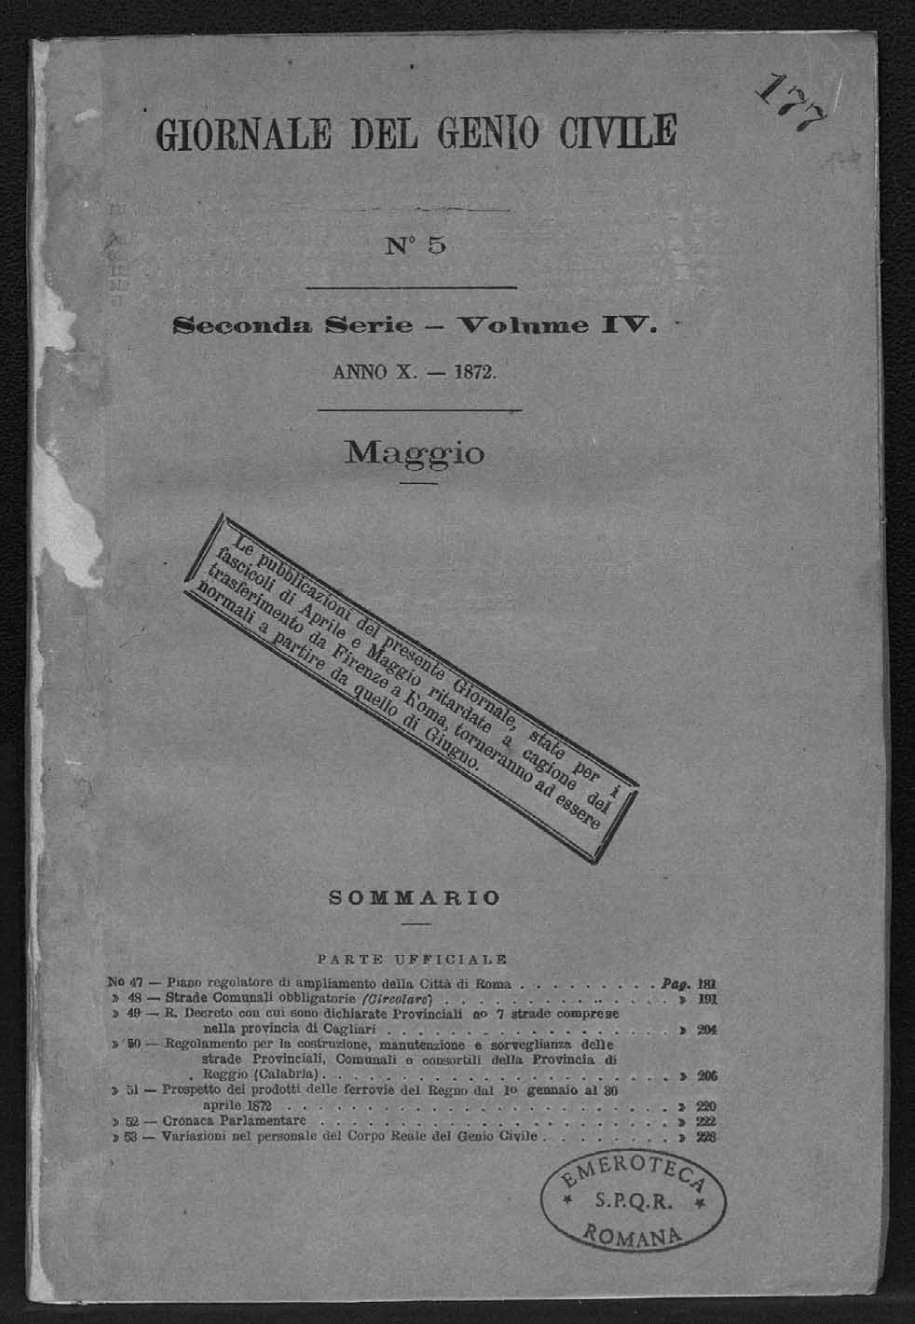 177
GIORNALE DEL GENIO CIVILE
N° 5
Seconda Serie — Volume IV.
ANNO X. — 1872.
Maggio
Le pubblicazioni del presente Giornale, state per i
fascicoli di Aprile e Maggio ritardate a cagione del
trasferimento da Firenze a Roma, torneranno ad essere
normali a partire da quello di Giugno.
SOMMARIO
PARTE UFFICIALE
No 47 — Piano regolatore di ampliamento della Città di Roma . . . . . . . . . Pag. 181
» 48 — Strade Comunali obbligatorie (Circolare) . . . . . . . . . . . . . . . » 191
» 49 — R. Decreto con cui sono dichiarate Provinciali no 7 strade comprese
nella provincia di Cagliari . . . . . . . . . . . . . . . . . . » 204
» 50 — Regolamento per la costruzione, manutenzione e sorveglianza delle
strade Provinciali, Comunali e consortili della Provincia di
Reggio (Calabria) . . . . . . . . . . . . . . . . . . . . . . » 206
» 51 — Prospetto dei prodotti delle ferrovie del Regno dal 1o gennaio al 30
aprile 1872 . . . . . . . . . . . . . . . . . . . . . . . . » 220
» 52 — Cronaca Parlamentare . . . . . . . . . . . . . . . . . . . . . . » 222
» 53 — Variazioni nel personale del Corpo Reale del Genio Civile . . . . . . . . » 228
EMEROTECA
* S.P.Q.R. *
ROMANA